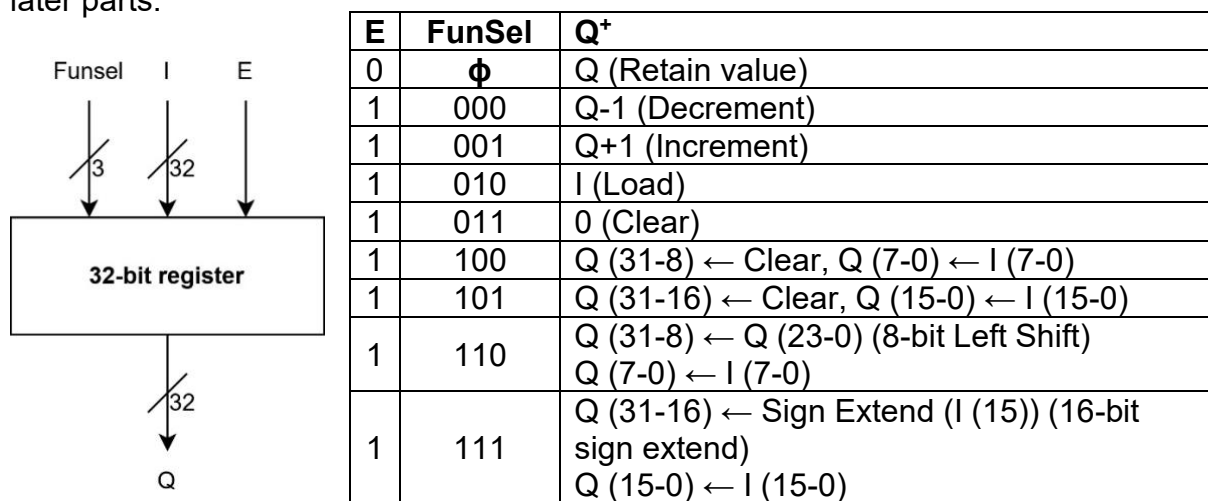 later parts.
Funsel I E
3 32
32-bit register
32
Q
E FunSel Q⁺
0 ϕ Q (Retain value)
1 000 Q-1 (Decrement)
1 001 Q+1 (Increment)
1 010 I (Load)
1 011 0 (Clear)
1 100 Q (31-8) ← Clear, Q (7-0) ← I (7-0)
1 101 Q (31-16) ← Clear, Q (15-0) ← I (15-0)
1 110 Q (31-8) ← Q (23-0) (8-bit Left Shift)
Q (7-0) ← I (7-0)
1 111 Q (31-16) ← Sign Extend (I (15)) (16-bit
sign extend)
Q (15-0) ← I (15-0)